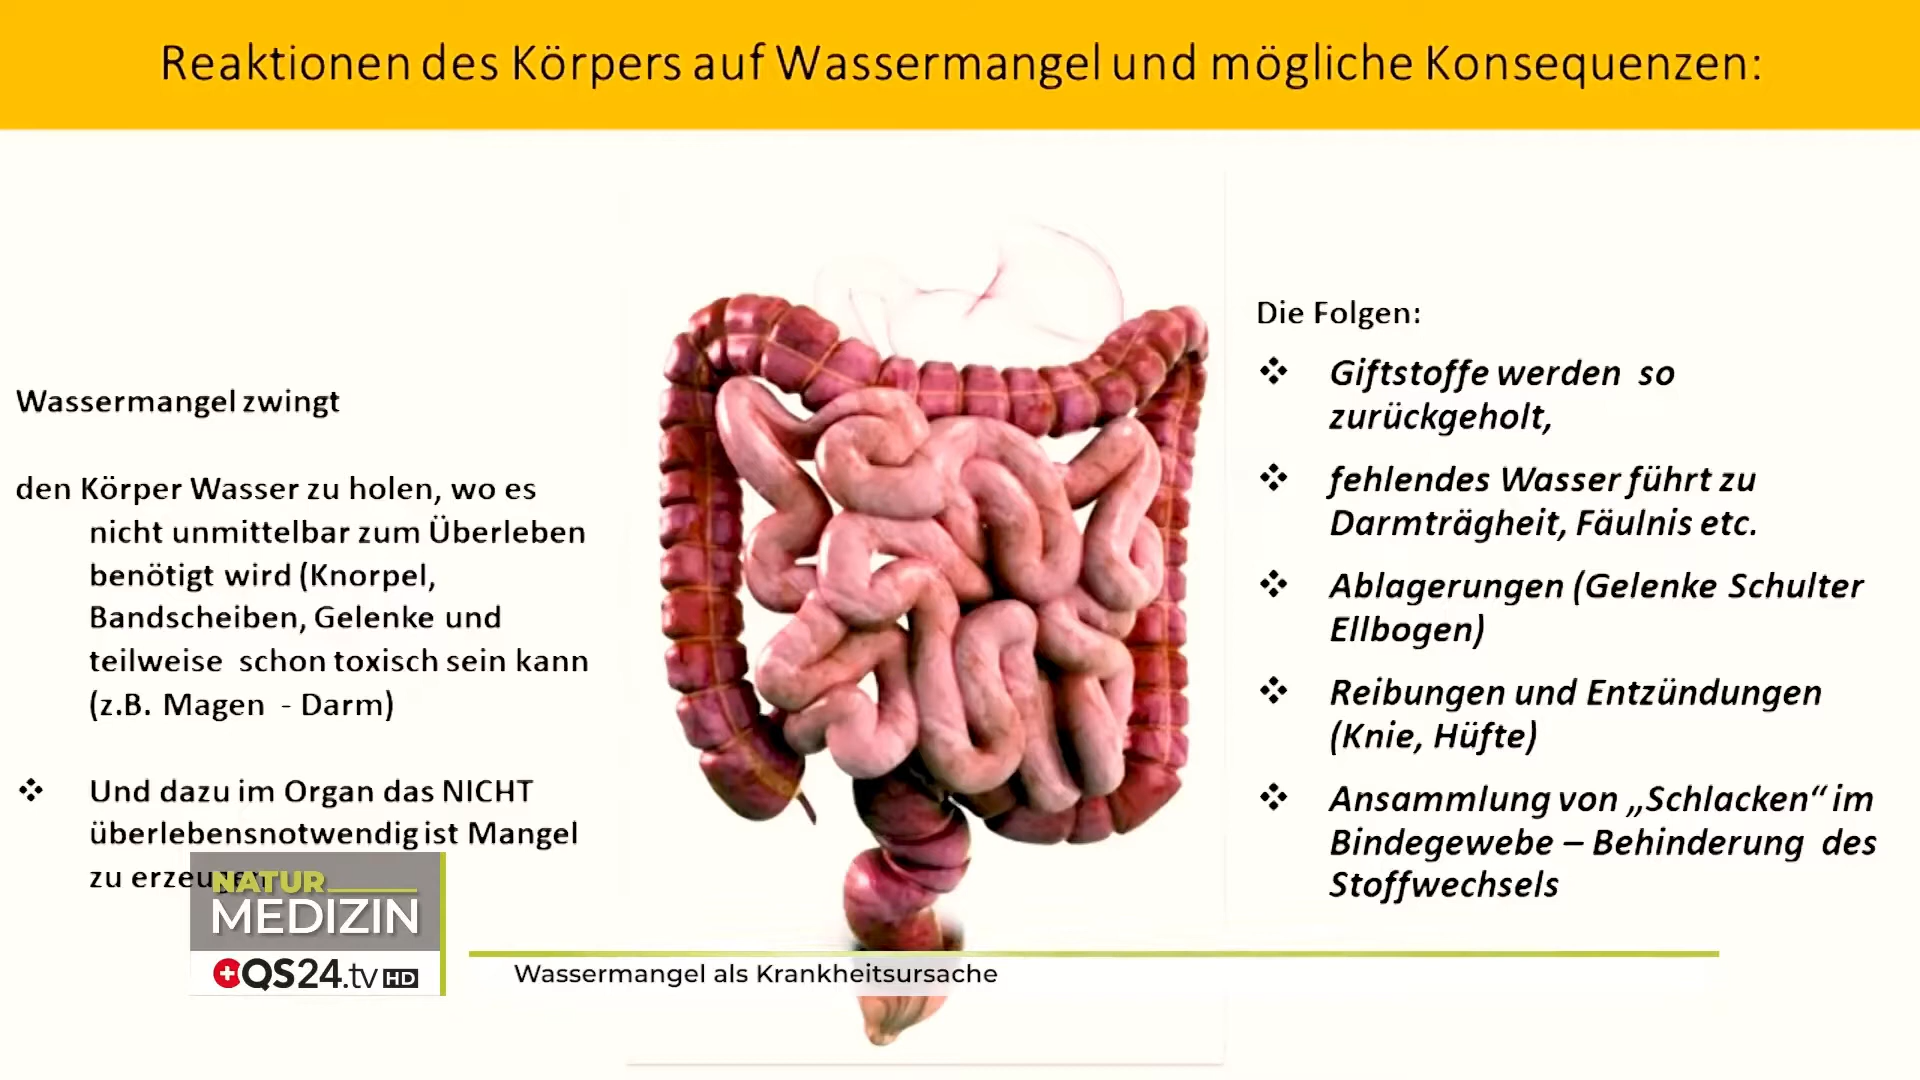 Reaktionen des Körpers auf Wassermangel und mögliche Konsequenzen:
Wassermangel zwingt
den Körper Wasser zu holen, wo es
nicht unmittelbar zum Überleben
benötigt wird (Knorpel,
Bandscheiben, Gelenke und
teilweise schon toxisch sein kann
(z.B. Magen - Darm)
❖ Und dazu im Organ das NICHT
überlebensnotwendig ist Mangel
zu
Die Folgen:
❖ Giftstoffe werden so
zurückgeholt,
❖ fehlendes Wasser führt zu
Darmträgheit, Fäulnis etc.
❖ Ablagerungen (Gelenke Schulter
Ellbogen)
❖ Reibungen und Entzündungen
(Knie, Hüfte)
❖ Ansammlung von „Schlacken“ im
Bindegewebe – Behinderung des
Stoffwechsels
NATUR
MEDIZIN
QS24.tv HD
Wassermangel als Krankheitsursache